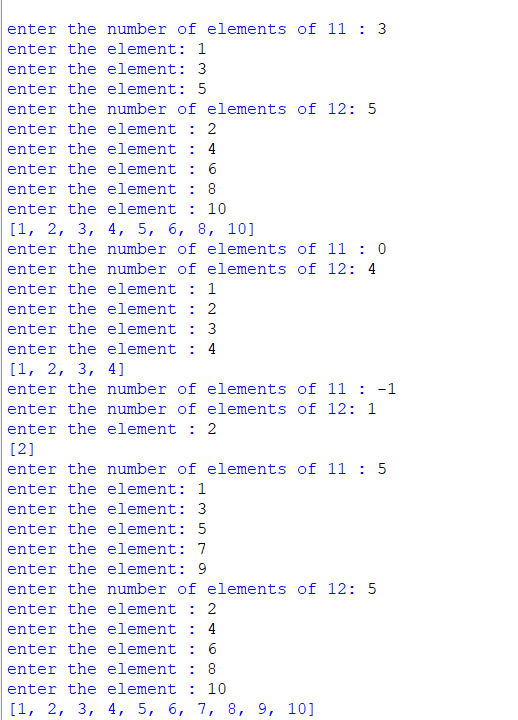 enter the number of elements of l1 : 3
enter the element: 1
enter the element: 3
enter the element: 5
enter the number of elements of l2: 5
enter the element : 2
enter the element : 4
enter the element : 6
enter the element : 8
enter the element : 10
[1, 2, 3, 4, 5, 6, 8, 10]
enter the number of elements of l1 : 0
enter the number of elements of l2: 4
enter the element : 1
enter the element : 2
enter the element : 3
enter the element : 4
[1, 2, 3, 4]
enter the number of elements of l1 : -1
enter the number of elements of l2: 1
enter the element : 2
[2]
enter the number of elements of l1 : 5
enter the element: 1
enter the element: 3
enter the element: 5
enter the element: 7
enter the element: 9
enter the number of elements of l2: 5
enter the element : 2
enter the element : 4
enter the element : 6
enter the element : 8
enter the element : 10
[1, 2, 3, 4, 5, 6, 7, 8, 9, 10]